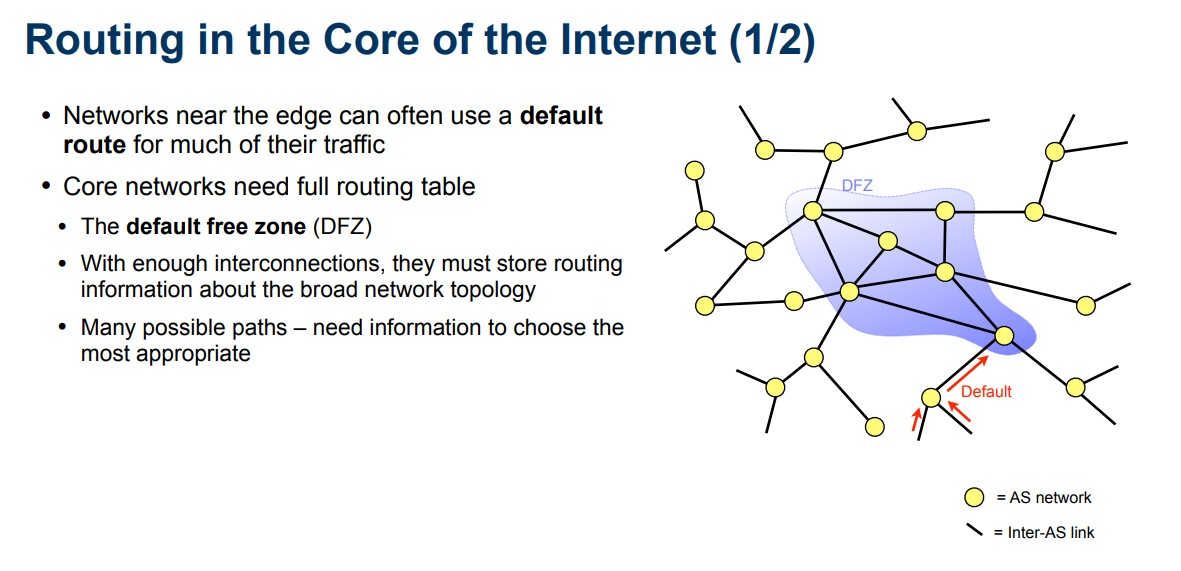 Routing in the Core of the Internet (1/2)
• Networks near the edge can often use a default
route for much of their traffic
• Core networks need full routing table
• The default free zone (DFZ)
• With enough interconnections, they must store routing
information about the broad network topology
• Many possible paths – need information to choose the
most appropriate
DFZ
Default
= AS network
= Inter-AS link